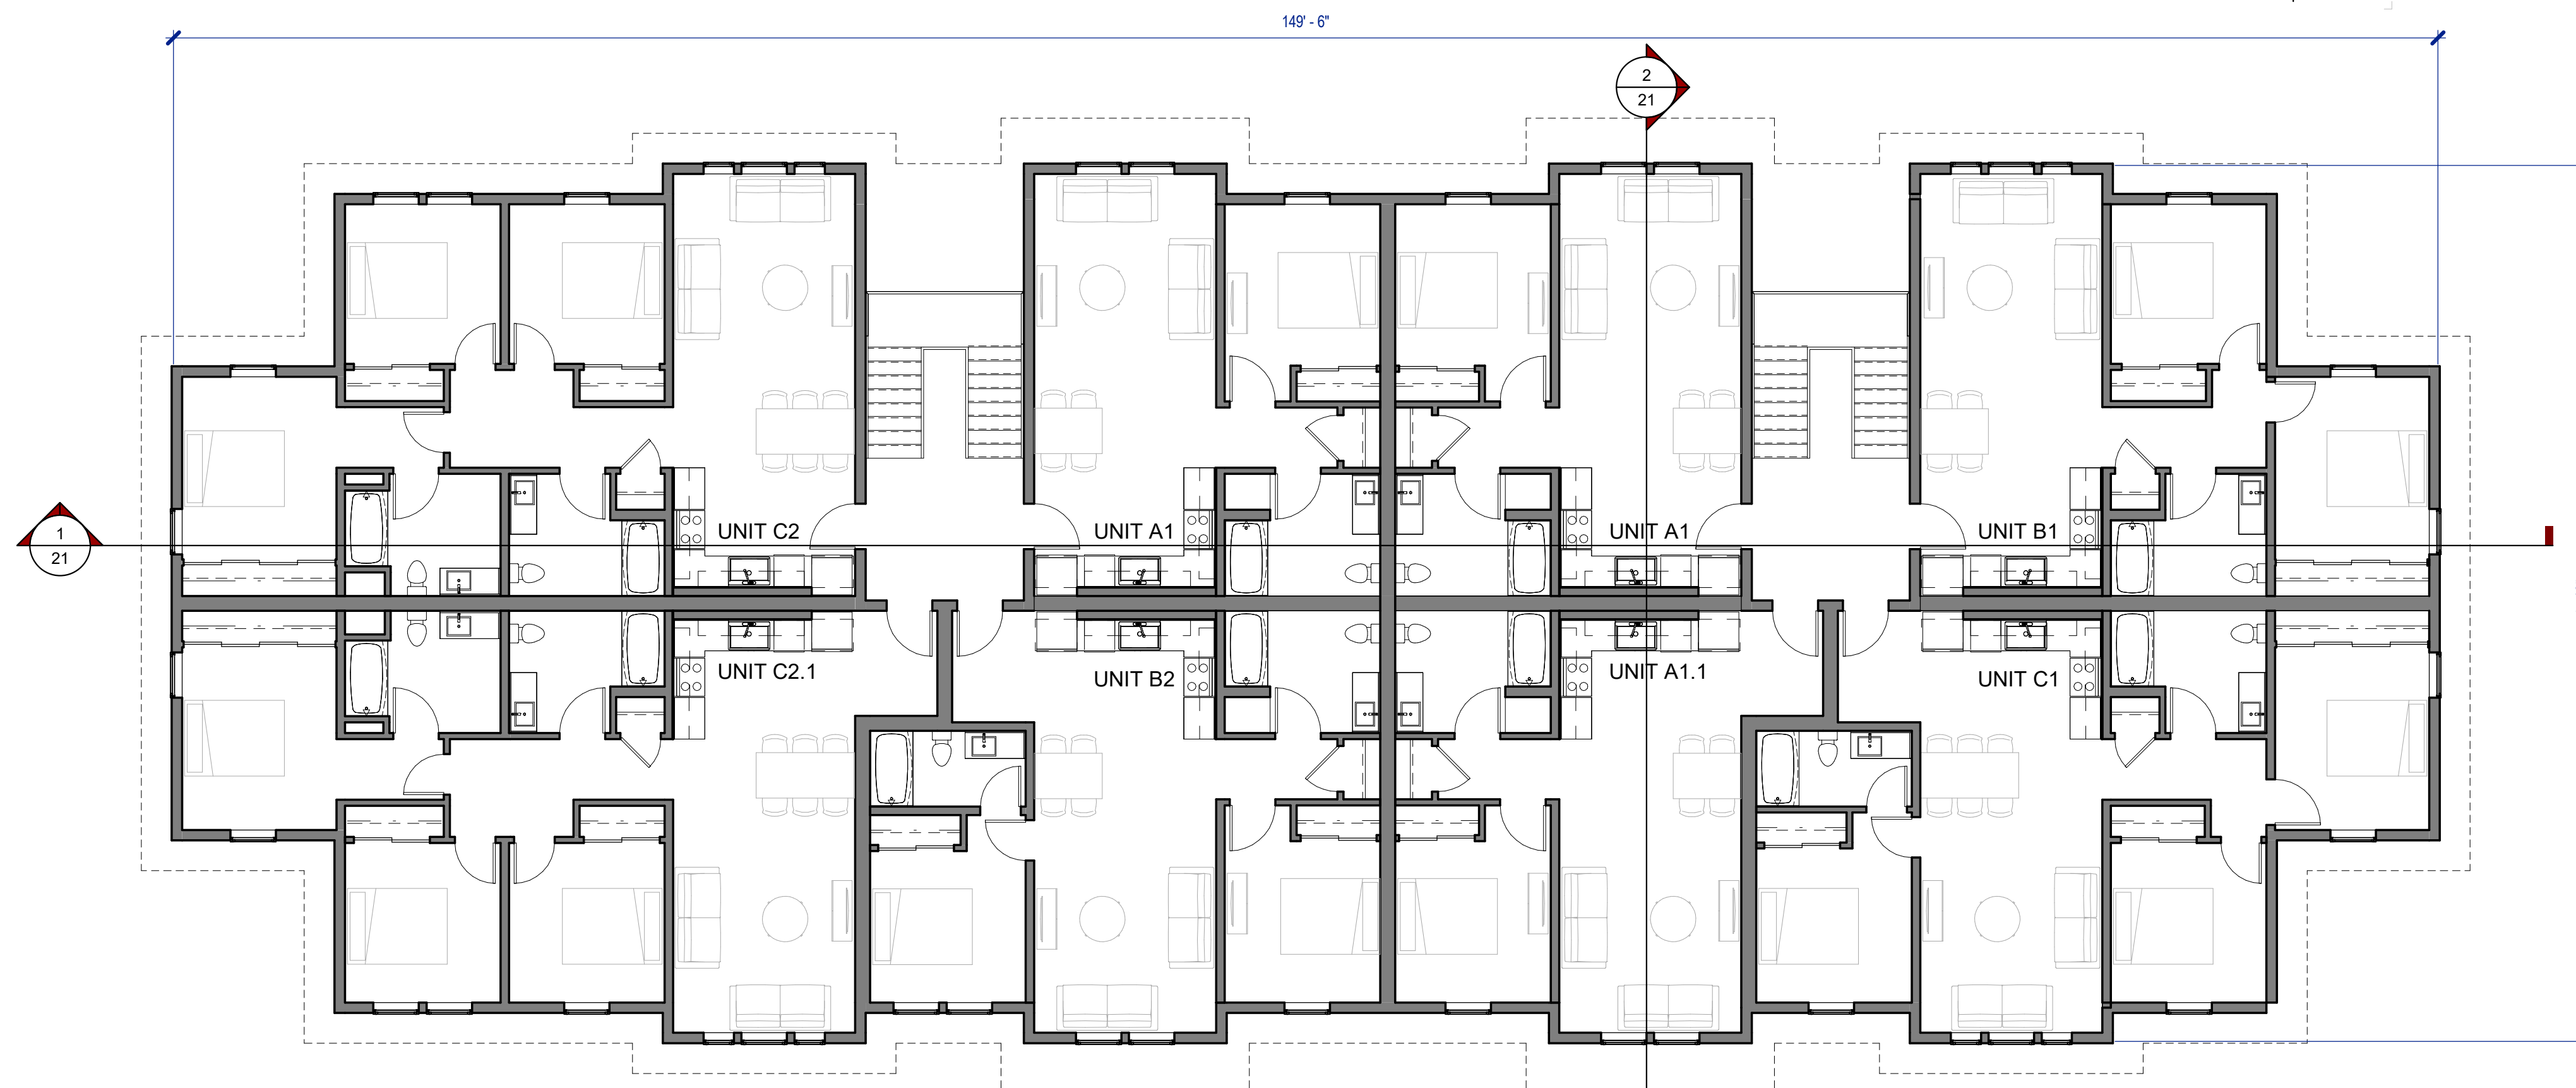 149' - 6"
2
21
UNIT C2
UNIT A1
UNIT A1
UNIT B1
1
21
UNIT C2.1
UNIT B2
UNIT A1.1
UNIT C1